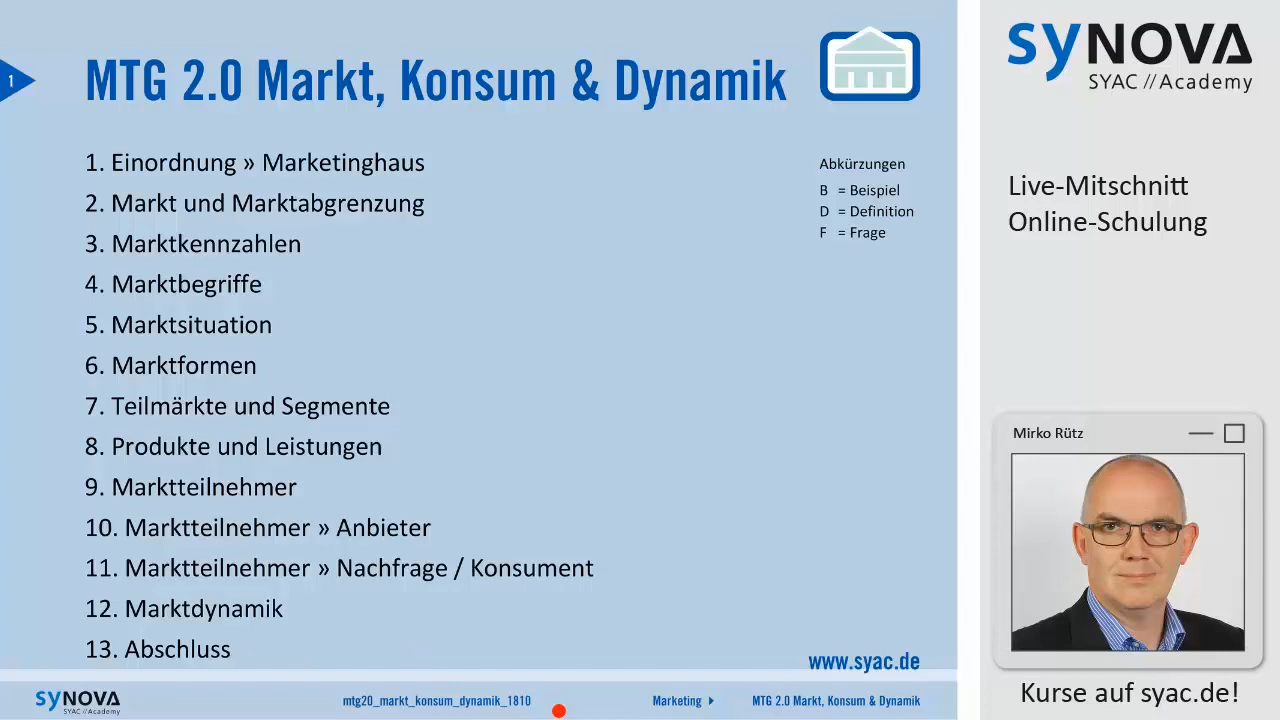 1
MTG 2.0 Markt, Konsum & Dynamik
1. Einordnung » Marketinghaus
2. Markt und Marktabgrenzung
3. Marktkennzahlen
4. Marktbegriffe
5. Marktsituation
6. Marktformen
7. Teilmärkte und Segmente
8. Produkte und Leistungen
9. Marktteilnehmer
10. Marktteilnehmer » Anbieter
11. Marktteilnehmer » Nachfrage / Konsument
12. Marktdynamik
13. Abschluss
Abkürzungen
B = Beispiel
D = Definition
F = Frage
www.syac.de
syNOVA
SYAC // Academy
mtg20_markt_konsum_dynamik_1810
Marketing
MTG 2.0 Markt, Konsum & Dynamik
syNOVA
SYAC // Academy
Live-Mitschnitt
Online-Schulung
Mirko Rütz
Kurse auf syac.de!